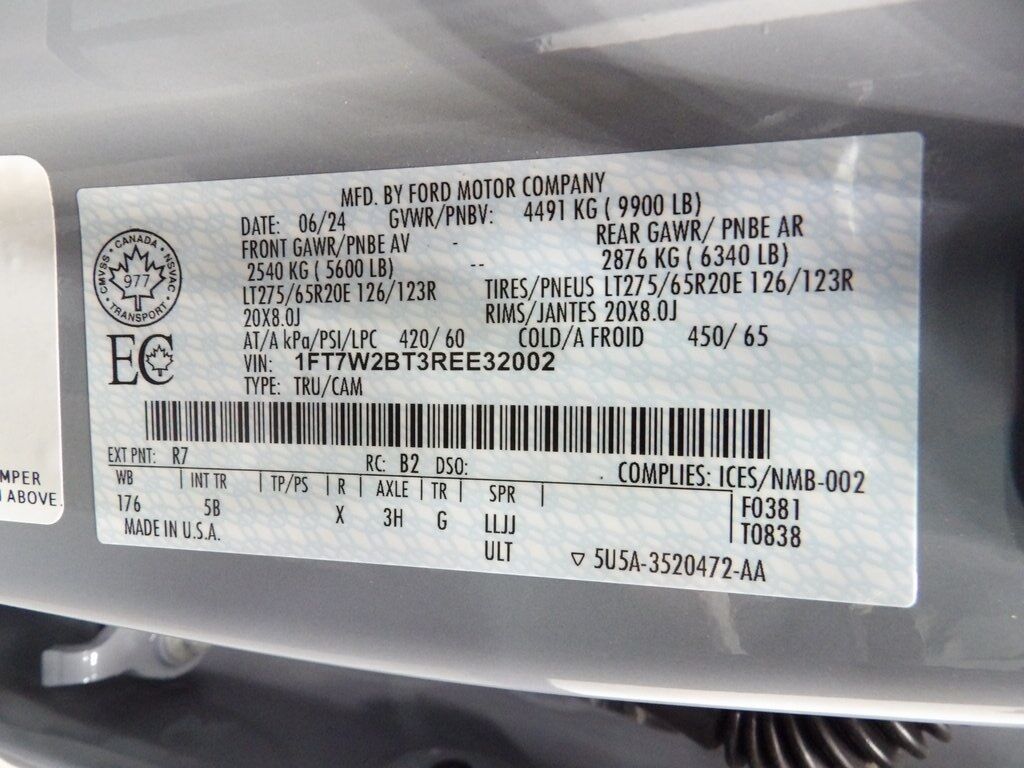 MFD. BY FORD MOTOR COMPANY
DATE: 06/24 GVWR/PNBV: 4491 KG ( 9900 LB)
FRONT GAWR/PNBE AV - REAR GAWR/ PNBE AR
2540 KG ( 5600 LB) -- 2876 KG ( 6340 LB)
LT275/65R20E 126/123R TIRES/PNEUS LT275/65R20E 126/123R
20X8.0J RIMS/JANTES 20X8.0J
AT/A kPa/PSI/LPC 420/ 60 COLD/A FROID 450/ 65
VIN: 1FT7W2BT3REE32002
TYPE: TRU/CAM
CANADA
CMVSS 977 NSVAC
TRANSPORT
EC
EXT PNT: R7 RC: B2 DSO: COMPLIES: ICES/NMB-002
WB | INT TR | TP/PS | R | AXLE | TR | SPR | F0381
176 5B X 3H G LLJJ T0838
MADE IN U.S.A. ULT ▽ 5U5A-3520472-AA
MPER
ABOVE